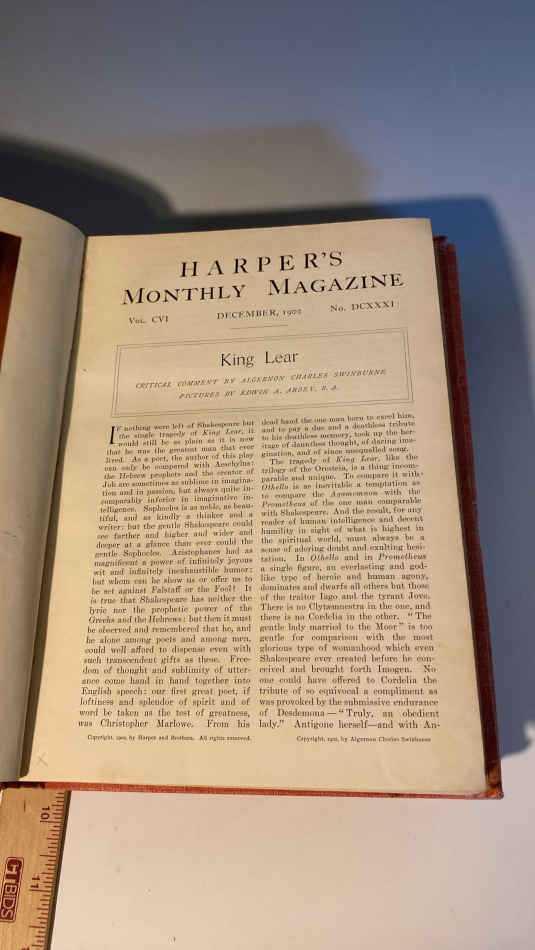 HARPER'S
MONTHLY MAGAZINE
VOL. CVI DECEMBER, 1902 No. DCXXXI
King Lear
CRITICAL COMMENT BY ALGERNON CHARLES SWINBURNE
PICTURES BY EDWIN A. ABBEY, R. A.
IF nothing were left of Shakespeare but
the single tragedy of King Lear, it
would still be as plain as it is now
that he was the greatest man that ever
lived. As a poet, the author of this play
can only be compared with Æschylus:
the Hebrew prophets and the creator of
Job are sometimes as sublime in imagina-
tion and in passion, but always quite in-
comparably inferior in imaginative in-
telligence. Sophocles is as noble, as beau-
tiful, and as kindly a thinker and a
writer: but the gentle Shakespeare could
see farther and higher and wider and
deeper at a glance than ever could the
gentle Sophocles. Aristophanes had as
magnificent a power of infinitely joyous
wit and infinitely inexhaustible humor:
but whom can he show us or offer us to
be set against Falstaff or the Fool? It
is true that Shakespeare has neither the
lyric nor the prophetic power of the
Greeks and the Hebrews: but then it must
be observed and remembered that he, and
he alone among poets and among men,
could well afford to dispense even with
such transcendent gifts as these. Free-
dom of thought and sublimity of utter-
ance come hand in hand together into
English speech: our first great poet, if
loftiness and splendor of spirit and of
word be taken as the test of greatness,
was Christopher Marlowe. From his
dead hand the one man born to excel him,
and to pay a due and a deathless tribute
to his deathless memory, took up the her-
itage of dauntless thought, of daring ima-
gination, and of since unequalled song.
The tragedy of King Lear, like the
trilogy of the Oresteia, is a thing incom-
parable and unique. To compare it with
Othello is as inevitable a temptation as
to compare the Agamemnon with the
Prometheus of the one man comparable
with Shakespeare. And the result, for any
reader of human intelligence and decent
humility in sight of what is highest in
the spiritual world, must always be a
sense of adoring doubt and exulting hesi-
tation. In Othello and in Prometheus
a single figure, an everlasting and god-
like type of heroic and human agony,
dominates and dwarfs all others but those
of the traitor Iago and the tyrant Jove.
There is no Clytæmnestra in the one, and
there is no Cordelia in the other. "The
gentle lady married to the Moor" is too
gentle for comparison with the most
glorious type of womanhood which even
Shakespeare ever created before he con-
ceived and brought forth Imogen. No
one could have offered to Cordelia the
tribute of so equivocal a compliment as
was provoked by the submissive endurance
of Desdemona—"Truly, an obedient
lady." Antigone herself—and with An-
Copyright, 1902, by Harper and Brothers. All rights reserved.
Copyright, 1902, by Algernon Charles Swinburne
10
11